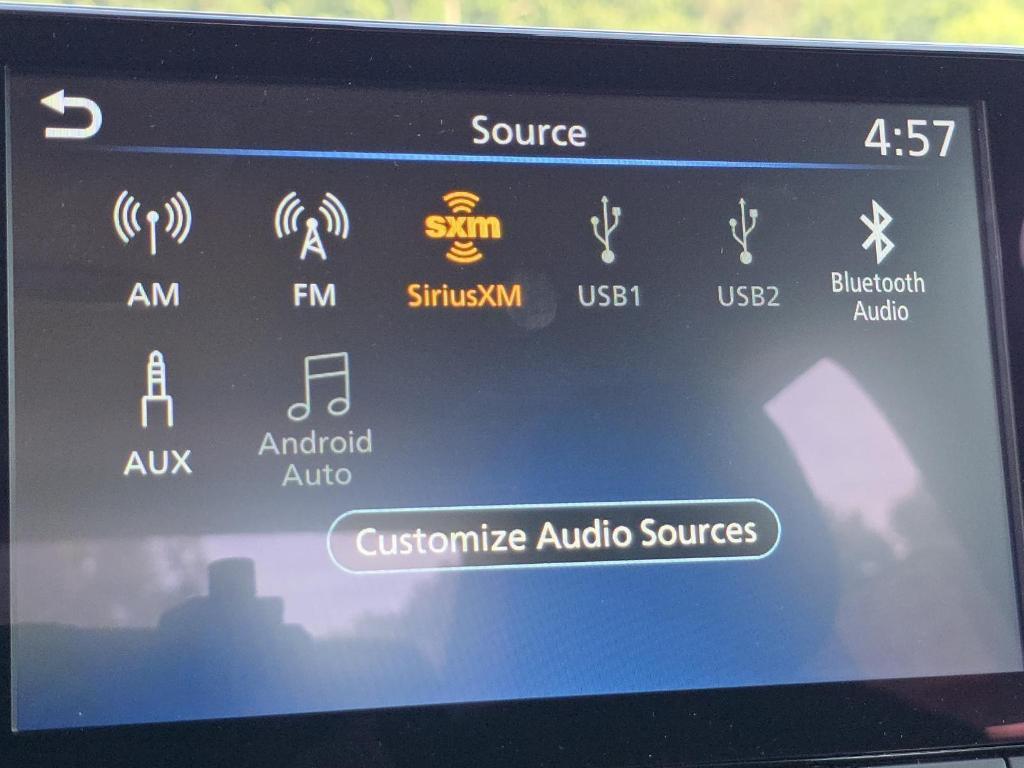 Source
4:57
sxm
AM
FM
SiriusXM
USB1
USB2
Bluetooth
Audio
AUX
Android
Auto
Customize Audio Sources